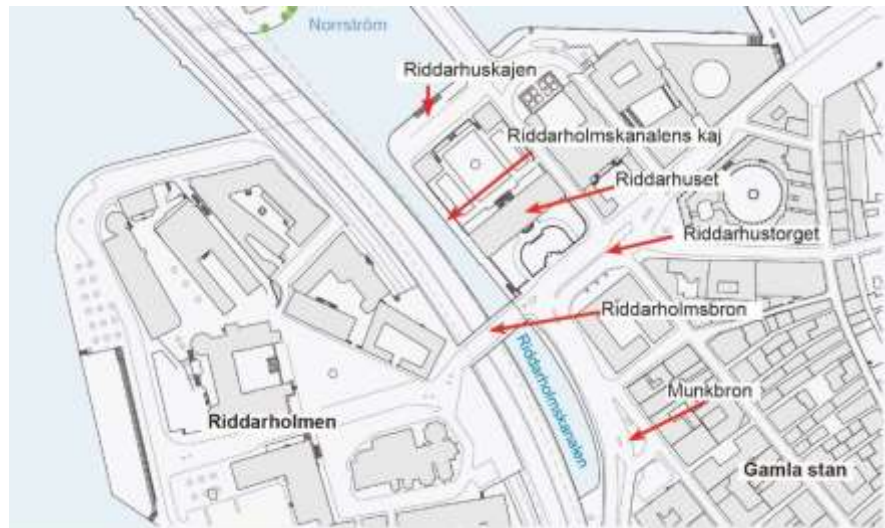 Norrström
Riddarhuskajen
Riddarholmskanalens kaj
Riddarhuset
Riddarhustorget
Riddarholmsbron
Riddarholmskanalen
Munkbron
Riddarholmen
Gamla stan